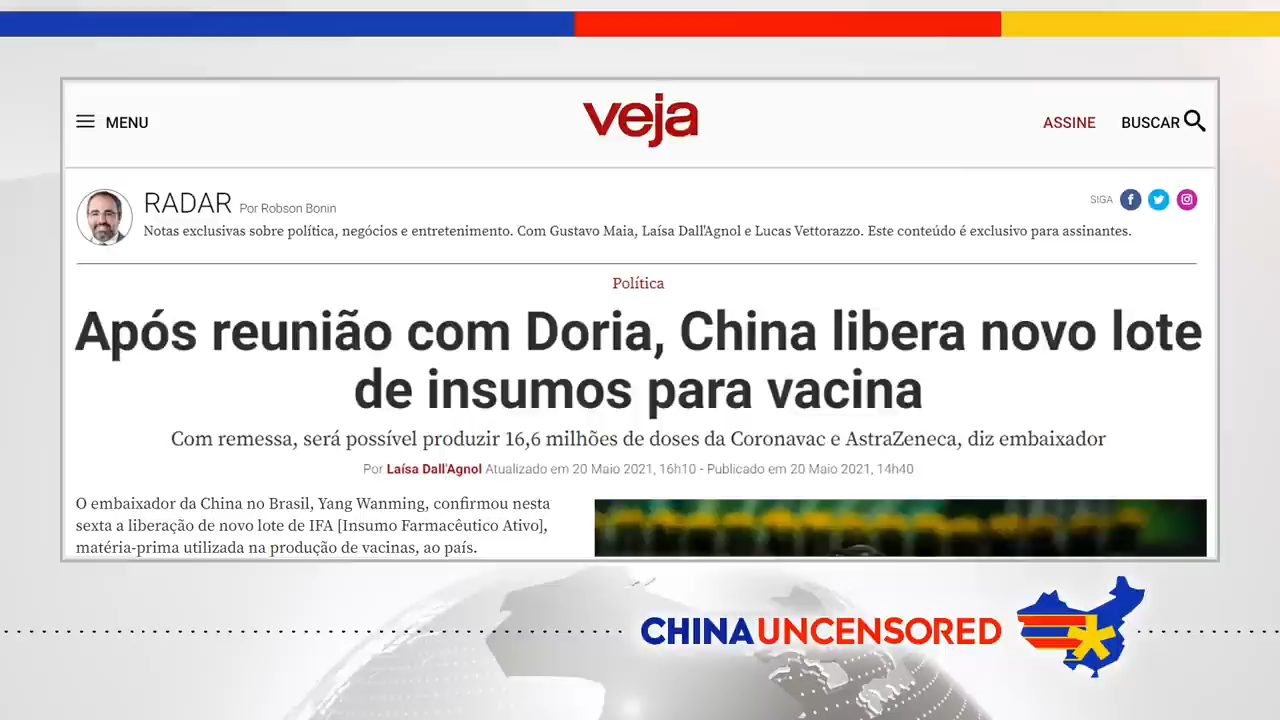 MENU
veja
ASSINE
BUSCAR
RADAR Por Robson Bonin
SIGA
Notas exclusivas sobre política, negócios e entretenimento. Com Gustavo Maia, Laísa Dall'Agnol e Lucas Vettorazzo. Este conteúdo é exclusivo para assinantes.
Política
Após reunião com Doria, China libera novo lote
de insumos para vacina
Com remessa, será possível produzir 16,6 milhões de doses da Coronavac e AstraZeneca, diz embaixador
Por Laísa Dall'Agnol Atualizado em 20 Maio 2021, 16h10 - Publicado em 20 Maio 2021, 14h40
O embaixador da China no Brasil, Yang Wanming, confirmou nesta
sexta a liberação de novo lote de IFA [Insumo Farmacêutico Ativo],
matéria-prima utilizada na produção de vacinas, ao país.
CHINA UNCENSORED